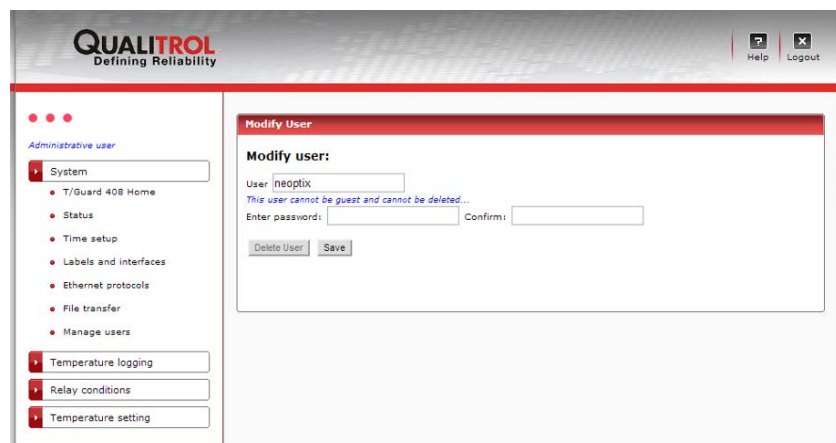 QUALITROL
Defining Reliability
Help
Logout
Administrative user
System
T/Guard 408 Home
Status
Time setup
Labels and interfaces
Ethernet protocols
File transfer
Manage users
Temperature logging
Relay conditions
Temperature setting
Modify User
Modify user:
User neoptix
This user cannot be guest and cannot be deleted...
Enter password: Confirm:
Delete User Save